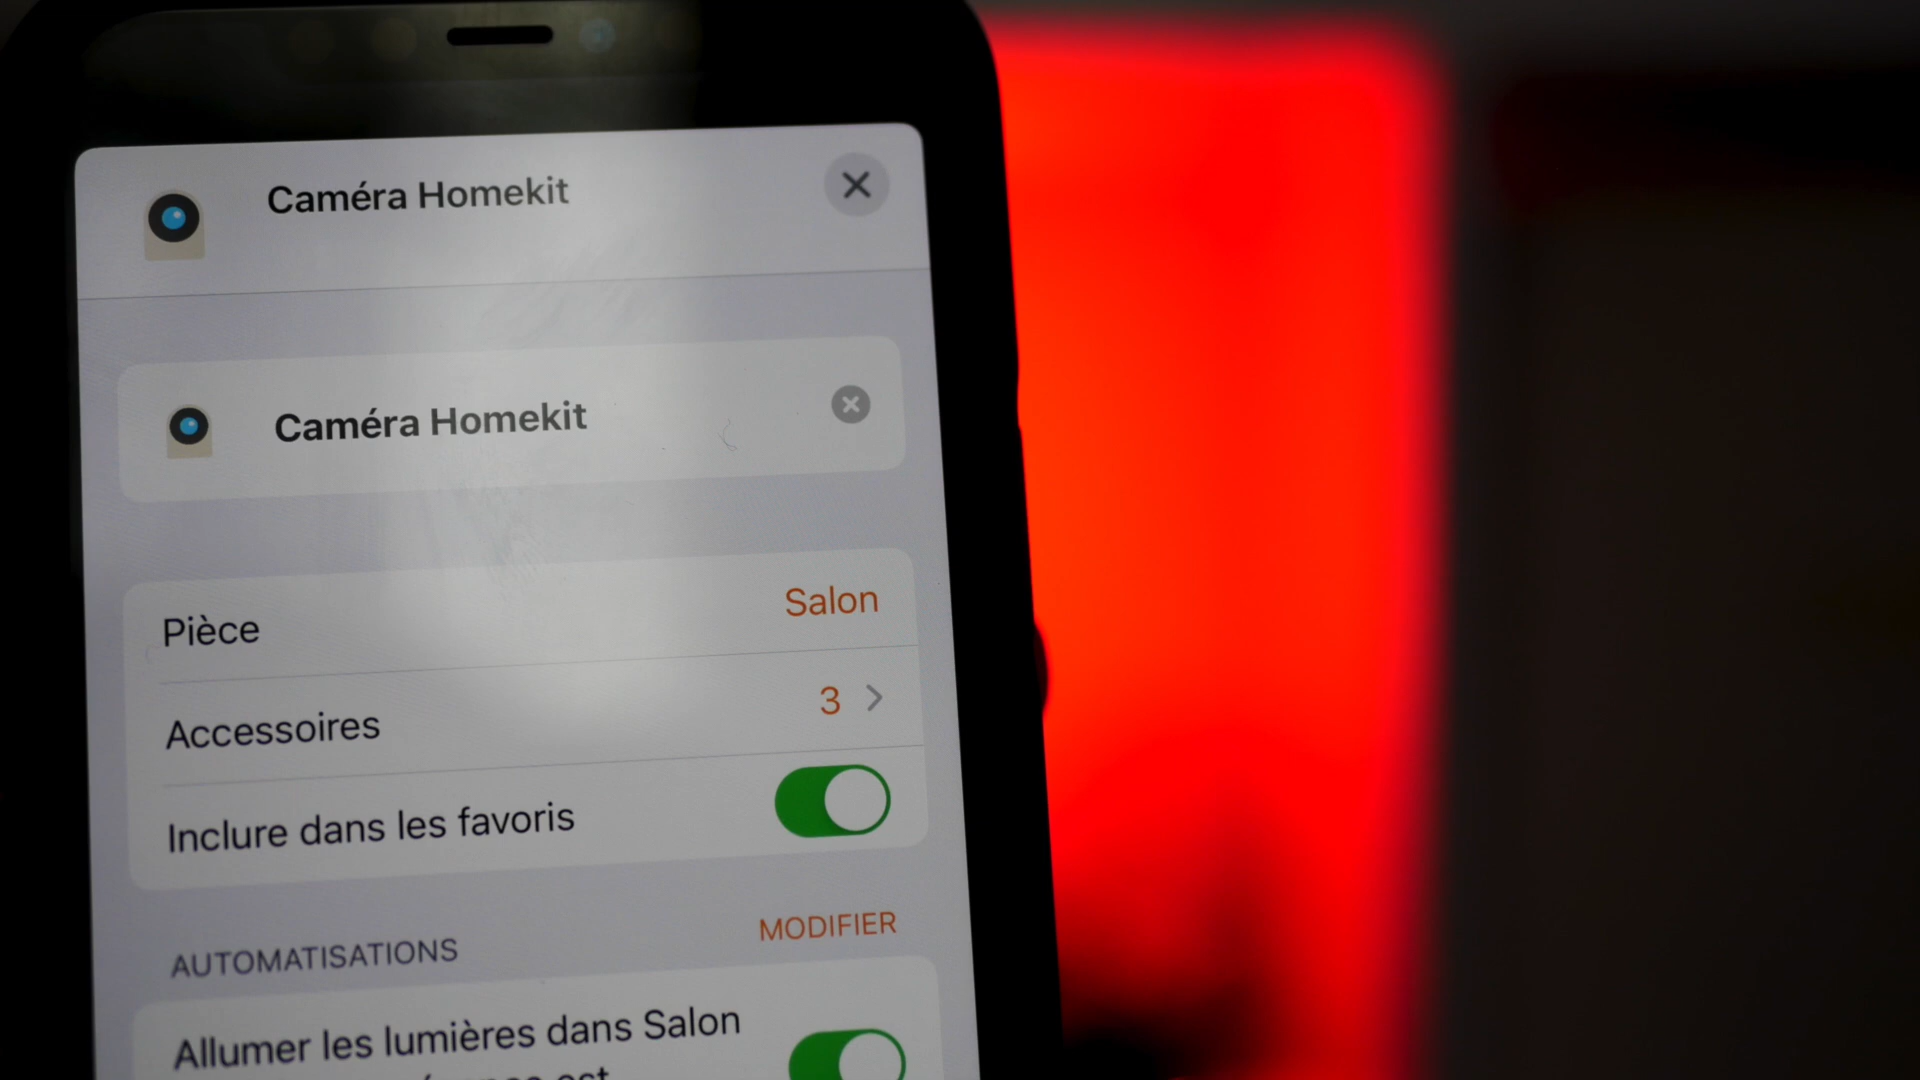 Caméra Homekit
Caméra Homekit
Pièce
Salon
Accessoires
3
Inclure dans les favoris
AUTOMATISATIONS
MODIFIER
Allumer les lumières dans Salon
est